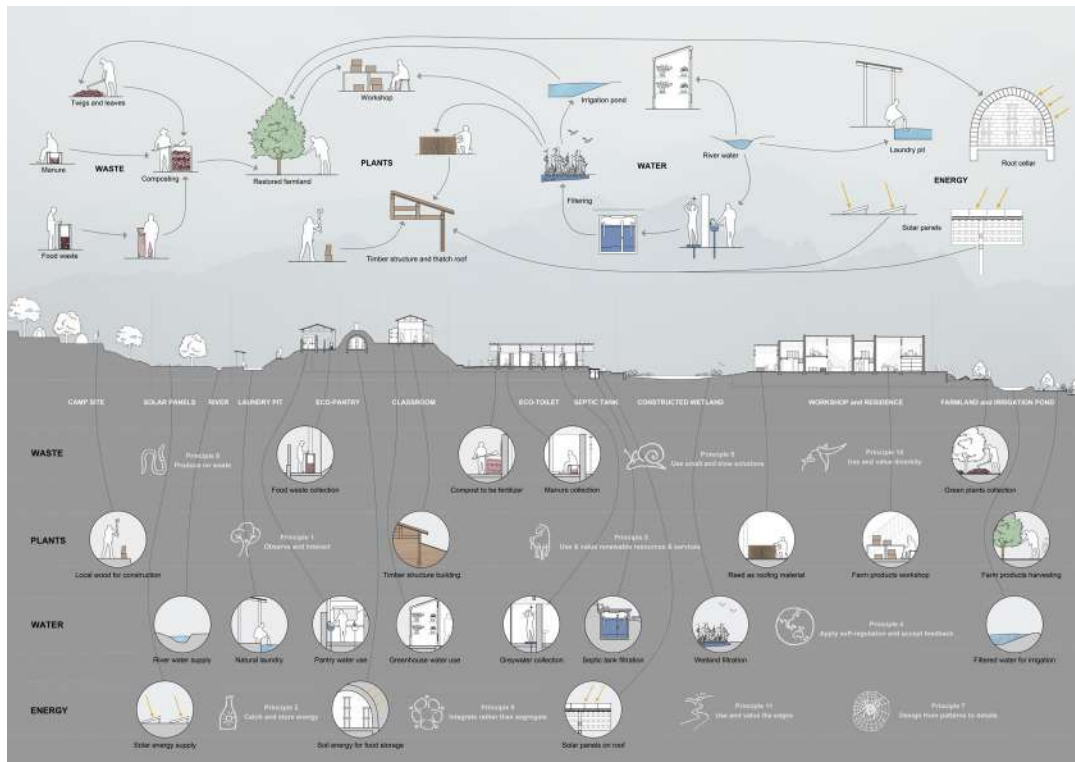 Twigs and leaves
Workshop
Irrigation pond
Manure
WASTE
Composting
Restored farmland
PLANTS
WATER
River water
Laundry pit
Root cellar
ENERGY
Filtering
Solar panels
Food waste
Timber structure and thatch roof
CAMP SITE
SOLAR PANELS
RIVER
LAUNDRY PIT
ECO-PANTRY
CLASSROOM
ECO-TOILET
SEPTIC TANK
CONSTRUCTED WETLAND
WORKSHOP and RESIDENCE
FARMLAND and IRRIGATION POND
WASTE
Produce no waste
Food waste collection
Compost to be fertilizer
Manure collection
Use small and slow solutions
Principle 10
Use and value diversity
Green plants collection
PLANTS
Local wood for construction
Principle 1
Observe and interact
Timber structure building
Principle 5
Use & value renewable resources & services
Reed as roofing material
Farm products workshop
Farm products harvesting
WATER
River water supply
Natural laundry
Pantry water use
Greenhouse water use
Greywater collection
Septic tank filtration
Wetland filtration
Principle 4
Apply self-regulation and accept feedback
Filtered water for irrigation
ENERGY
Solar energy supply
Principle 2
Catch and store energy
Soil energy for food storage
Integrate rather than segregate
Solar panels on roof
Principle 11
Use and value the edges
Principle 7
Design from patterns to details